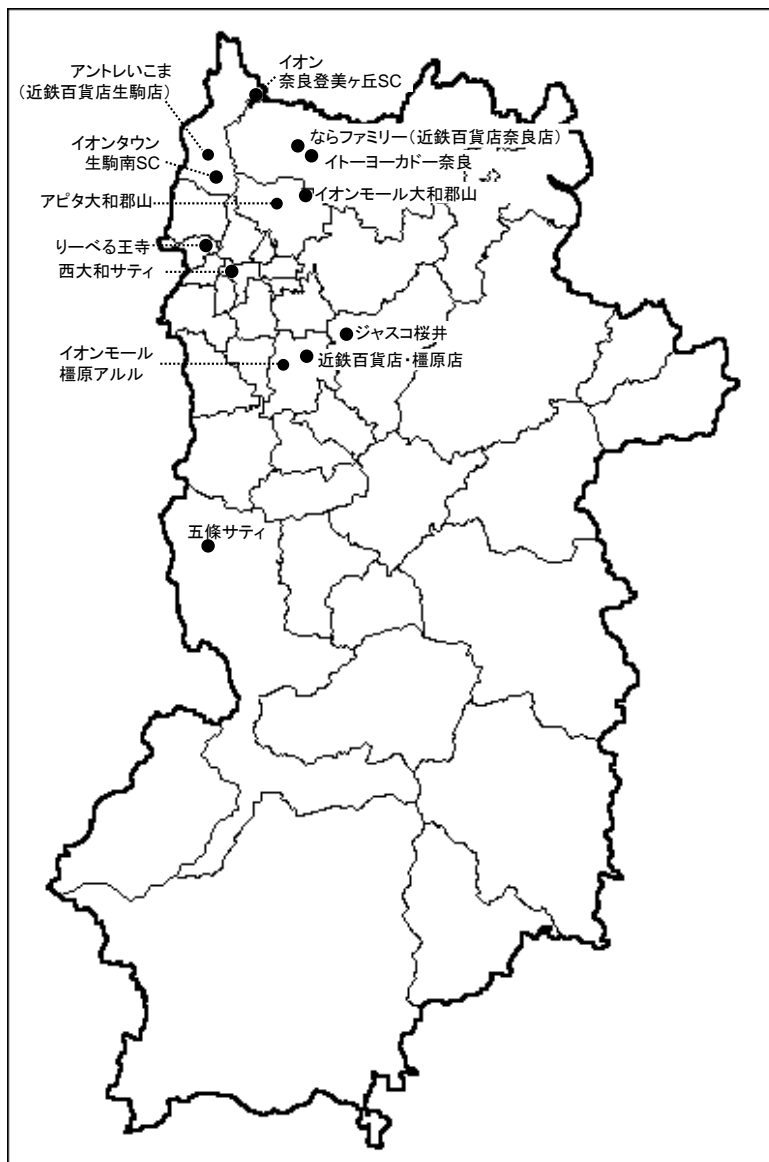 アントレいこま
（近鉄百貨店生駒店）
イオン
奈良登美ヶ丘SC
イオンタウン
生駒南SC
ならファミリー（近鉄百貨店奈良店）
イトーヨーカドー奈良
アピタ大和郡山
イオンモール大和郡山
りーべる王寺
西大和サティ
ジャスコ桜井
イオンモール
橿原アルル
近鉄百貨店・橿原店
五條サティ